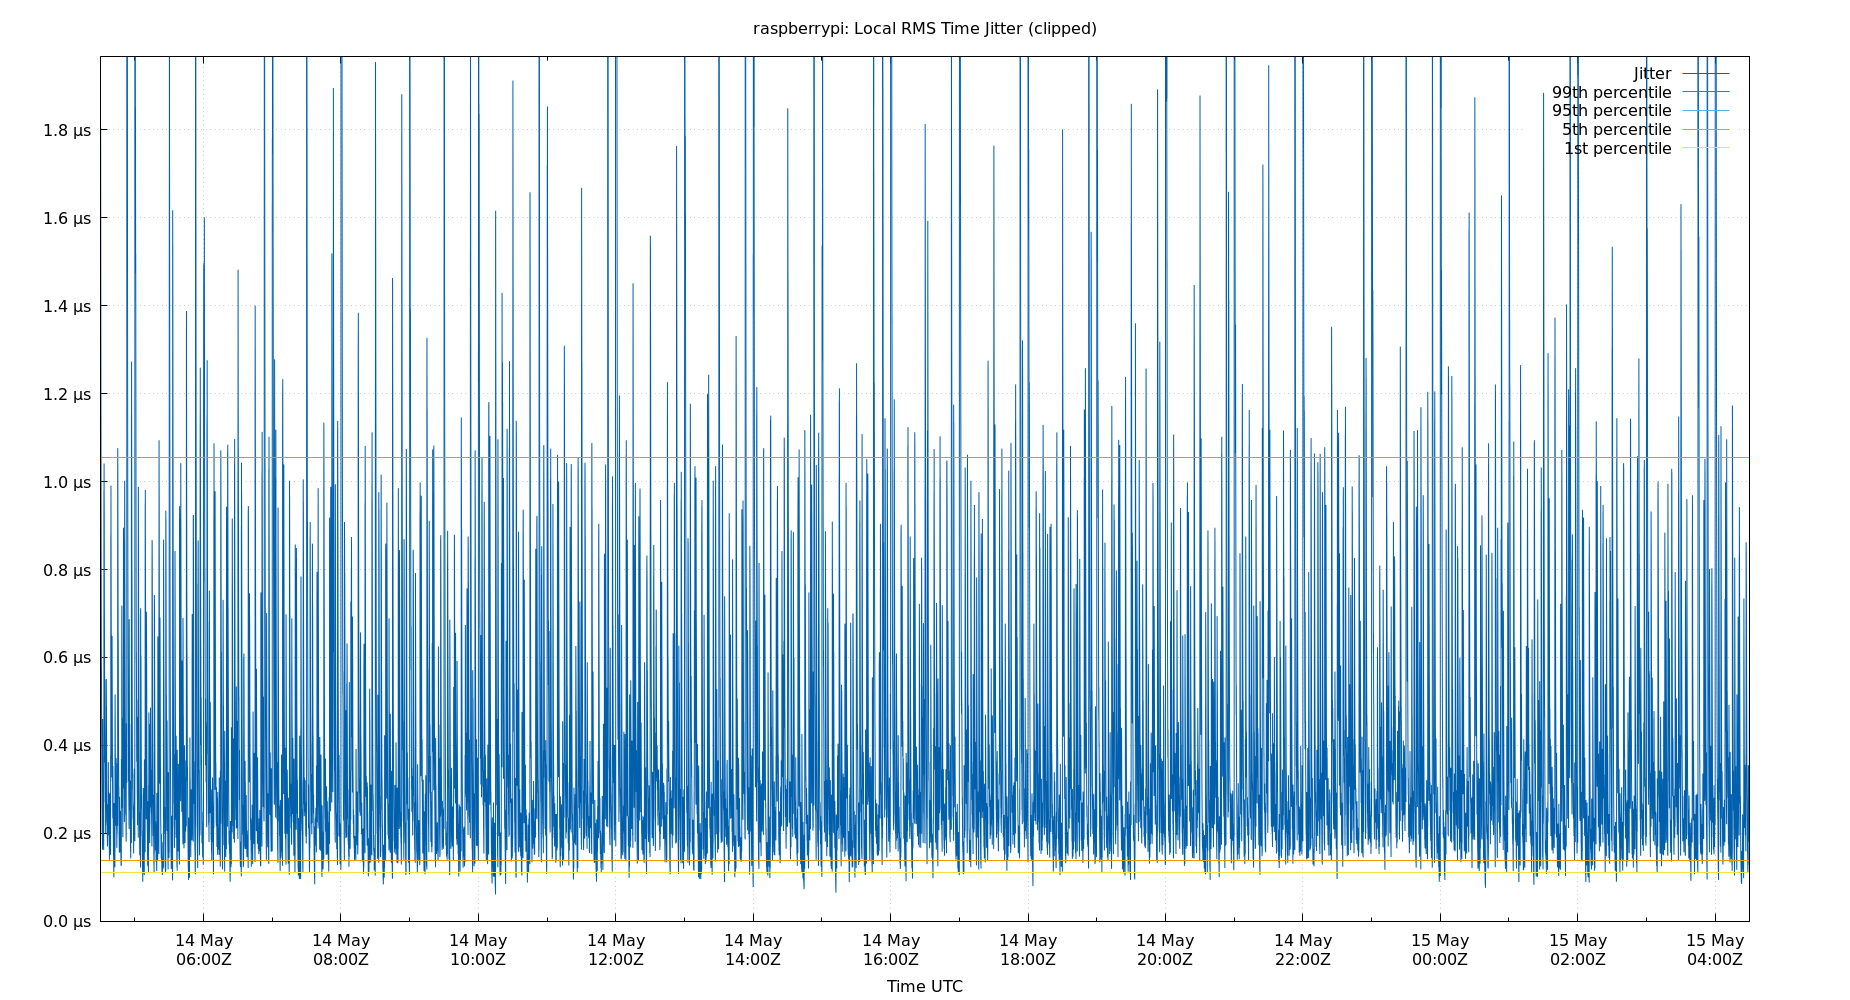 raspberrypi: Local RMS Time Jitter (clipped)
Jitter
99th percentile
95th percentile
5th percentile
1st percentile
1.8 µs
1.6 µs
1.4 µs
1.2 µs
1.0 µs
0.8 µs
0.6 µs
0.4 µs
0.2 µs
0.0 µs
14 May 14 May 14 May 14 May 14 May 14 May 14 May 14 May 14 May 15 May 15 May 15 May
06:00Z 08:00Z 10:00Z 12:00Z 14:00Z 16:00Z 18:00Z 20:00Z 22:00Z 00:00Z 02:00Z 04:00Z
Time UTC